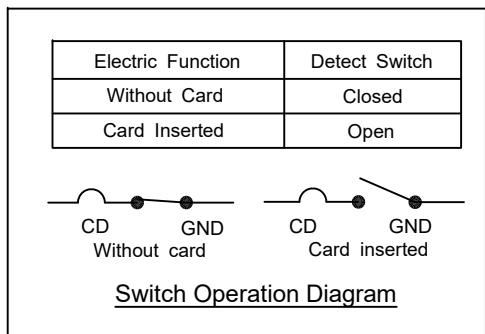 Electric Function Detect Switch
Without Card Closed
Card Inserted Open
CD GND CD GND
Without card Card inserted
Switch Operation Diagram